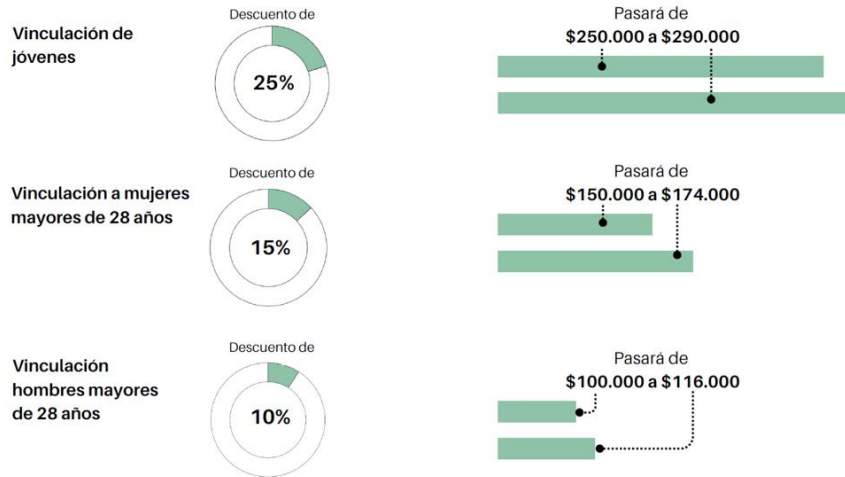 Vinculación de
jóvenes
Descuento de
25%
Pasará de
$250.000 a $290.000
Vinculación a mujeres
mayores de 28 años
Descuento de
15%
Pasará de
$150.000 a $174.000
Vinculación
hombres mayores
de 28 años
Descuento de
10%
Pasará de
$100.000 a $116.000